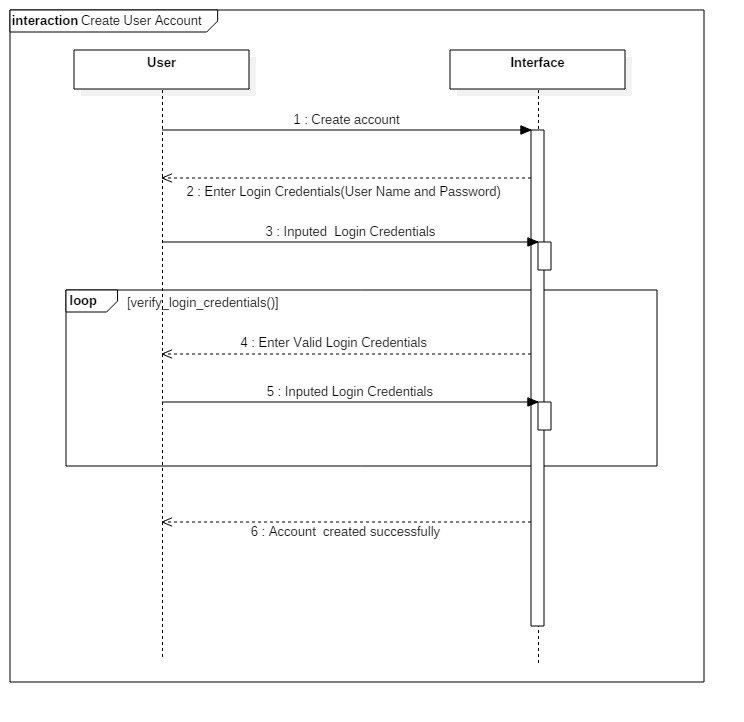 interaction Create User Account
User
Interface
1 : Create account
2 : Enter Login Credentials(User Name and Password)
3 : Inputed  Login Credentials
loop
[verify_login_credentials()]
4 : Enter Valid Login Credentials
5 : Inputed Login Credentials
6 : Account  created successfully